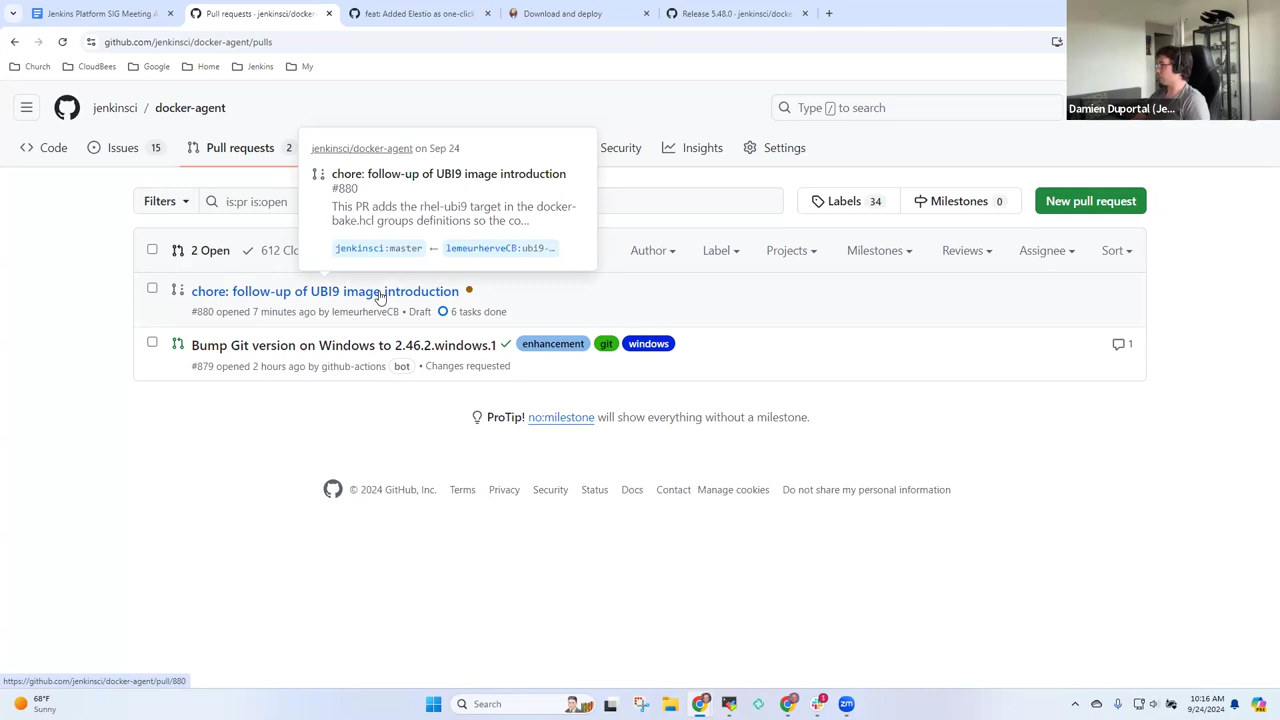 Jenkins Platform SIG Meeting A
Pull requests · jenkinsci/docker-
feat: Added Elestio as one-click
Download and deploy
Release 5.48.0 · jenkinsci/docke
github.com/jenkinsci/docker-agent/pulls
Church
CloudBees
Google
Home
Jenkins
My
jenkinsci / docker-agent
Type / to search
Damien Duportal (Je...
Code
Issues 15
Pull requests 2
Security
Insights
Settings
jenkinsci/docker-agent on Sep 24
chore: follow-up of UBI9 image introduction
#880
This PR adds the rhel-ubi9 target in the docker-
bake.hcl groups definitions so the co...
jenkinsci:master ← lemeurherveCB:ubi9-…
Filters
is:pr is:open
Labels 34
Milestones 0
New pull request
2 Open
612 Clo
Author
Label
Projects
Milestones
Reviews
Assignee
Sort
chore: follow-up of UBI9 image introduction
#880 opened 7 minutes ago by lemeurherveCB • Draft 6 tasks done
Bump Git version on Windows to 2.46.2.windows.1
enhancement
git
windows
1
#879 opened 2 hours ago by github-actions bot • Changes requested
ProTip! no:milestone will show everything without a milestone.
© 2024 GitHub, Inc.
Terms
Privacy
Security
Status
Docs
Contact
Manage cookies
Do not share my personal information
https://github.com/jenkinsci/docker-agent/pull/880
68°F
Sunny
Search
1
zm
10:16 AM
9/24/2024